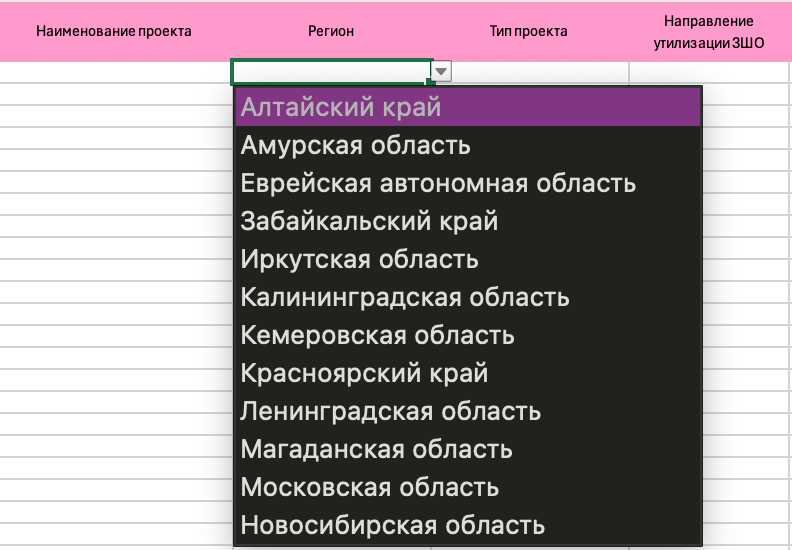 Наименование проекта
Регион
Тип проекта
Направление
утилизации ЗШО
Алтайский край
Амурская область
Еврейская автономная область
Забайкальский край
Иркутская область
Калининградская область
Кемеровская область
Красноярский край
Ленинградская область
Магаданская область
Московская область
Новосибирская область